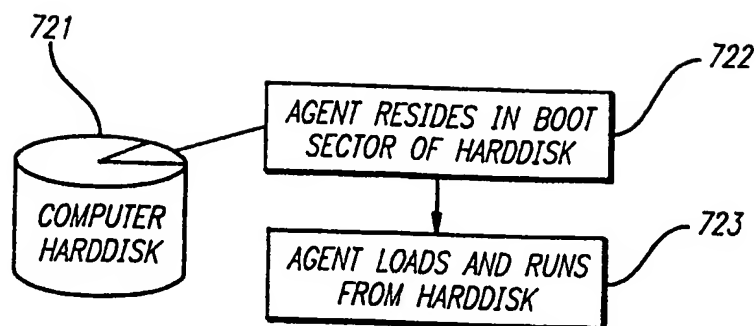 721
722
AGENT RESIDES IN BOOT
SECTOR OF HARDDISK
COMPUTER
HARDDISK
723
AGENT LOADS AND RUNS
FROM HARDDISK